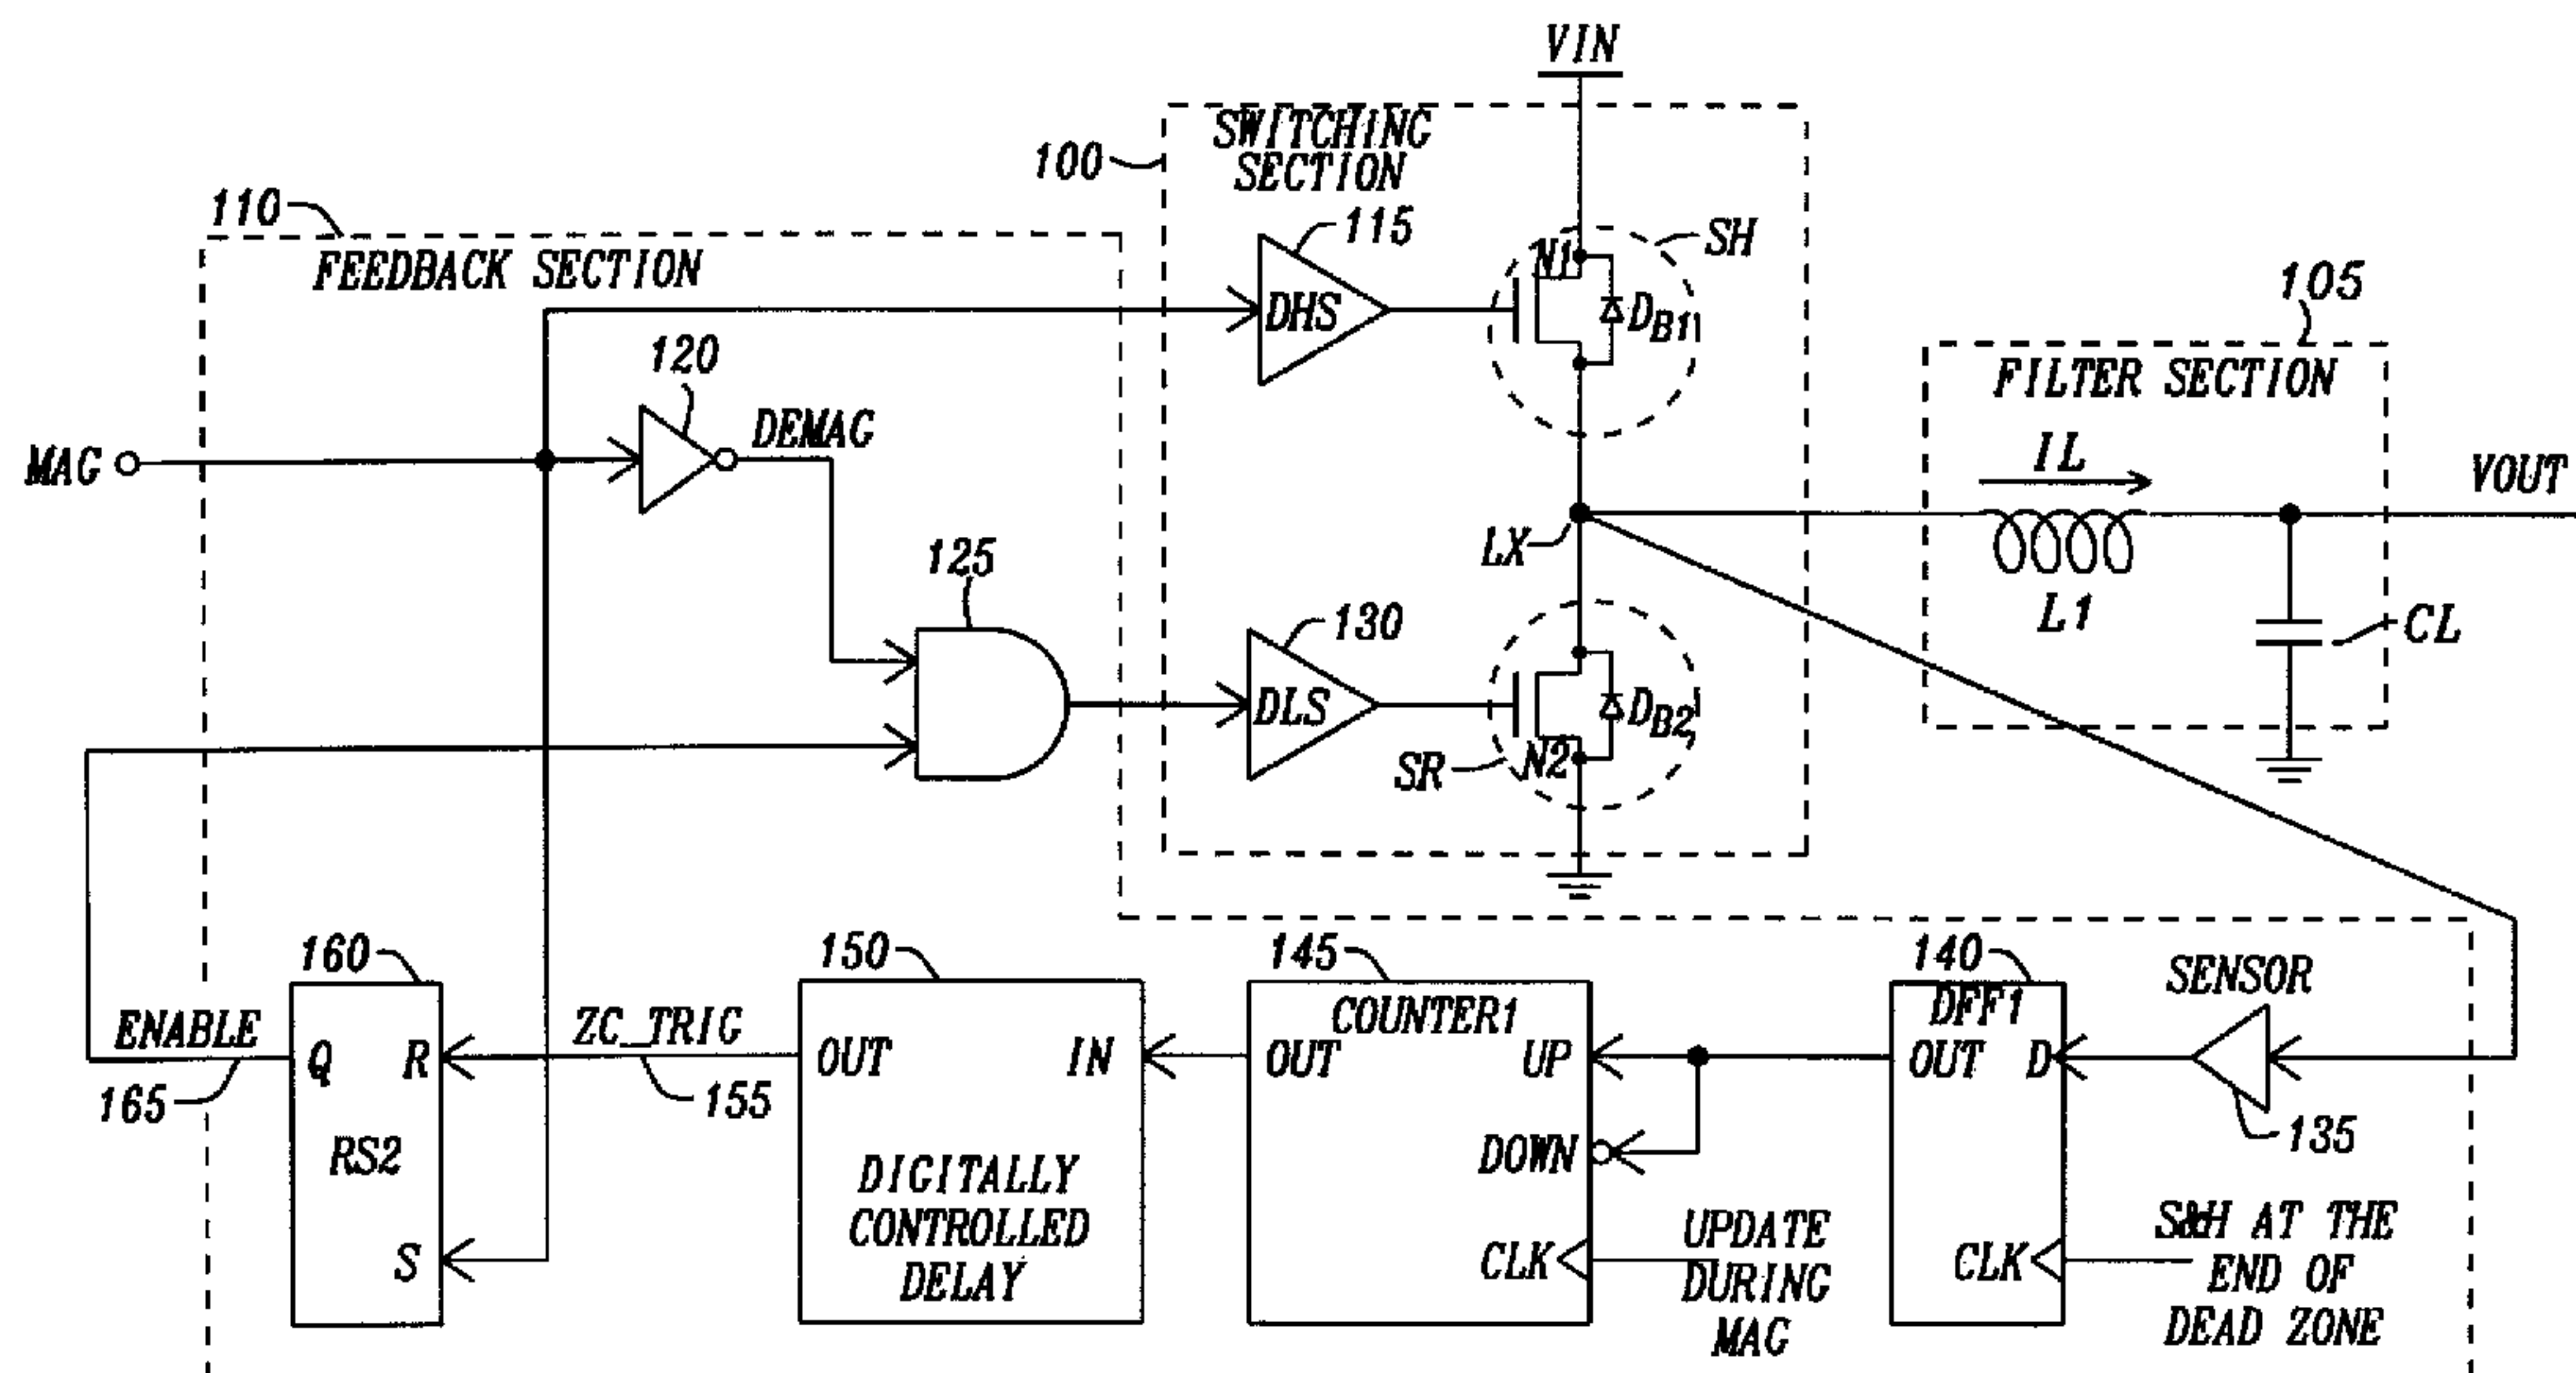 VIN
100
SWITCHING
SECTION
110
FEEDBACK SECTION
115
DHS
N1
SH
DB1
105
FILTER SECTION
120
DEMAG
MAG
IL
VOUT
LX
L1
CL
125
130
DLS
N2
SR
DB2
160
150
145
140
SENSOR
ENABLE
165
Q
R
RS2
S
ZC_TRIG
155
OUT
IN
DIGITALLY
CONTROLLED
DELAY
COUNTER1
OUT
UP
DOWN
CLK
UPDATE
DURING
MAG
DFF1
OUT
D
CLK
135
S&H AT THE
END OF
DEAD ZONE